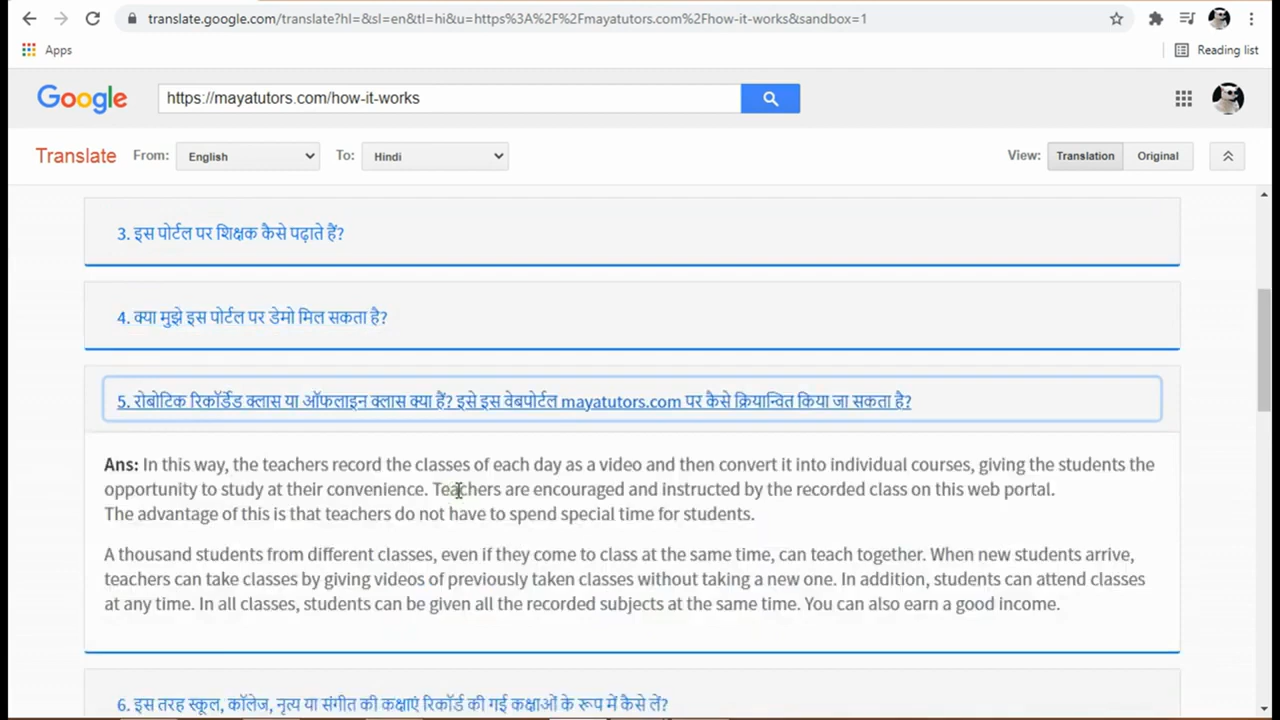 translate.google.com/translate?hl=&sl=en&tl=hi&u=https%3A%2F%2Fmayatutors.com%2Fhow-it-works&sandbox=1
Apps
Reading list
Google
https://mayatutors.com/how-it-works
Translate From: English To: Hindi View: Translation Original
3. इस पोर्टल पर शिक्षक कैसे पढ़ाते हैं?
4. क्या मुझे इस पोर्टल पर डेमो मिल सकता है?
5. रोबोटिक रिकॉर्डेड क्लास या ऑफलाइन क्लास क्या हैं? इसे इस वेबपोर्टल mayatutors.com पर कैसे क्रियान्वित किया जा सकता है?
Ans: In this way, the teachers record the classes of each day as a video and then convert it into individual courses, giving the students the
opportunity to study at their convenience. Teachers are encouraged and instructed by the recorded class on this web portal.
The advantage of this is that teachers do not have to spend special time for students.
A thousand students from different classes, even if they come to class at the same time, can teach together. When new students arrive,
teachers can take classes by giving videos of previously taken classes without taking a new one. In addition, students can attend classes
at any time. In all classes, students can be given all the recorded subjects at the same time. You can also earn a good income.
6. इस तरह स्कूल, कॉलेज, नृत्य या संगीत की कक्षाएं रिकॉर्ड की गई कक्षाओं के रूप में कैसे लें?